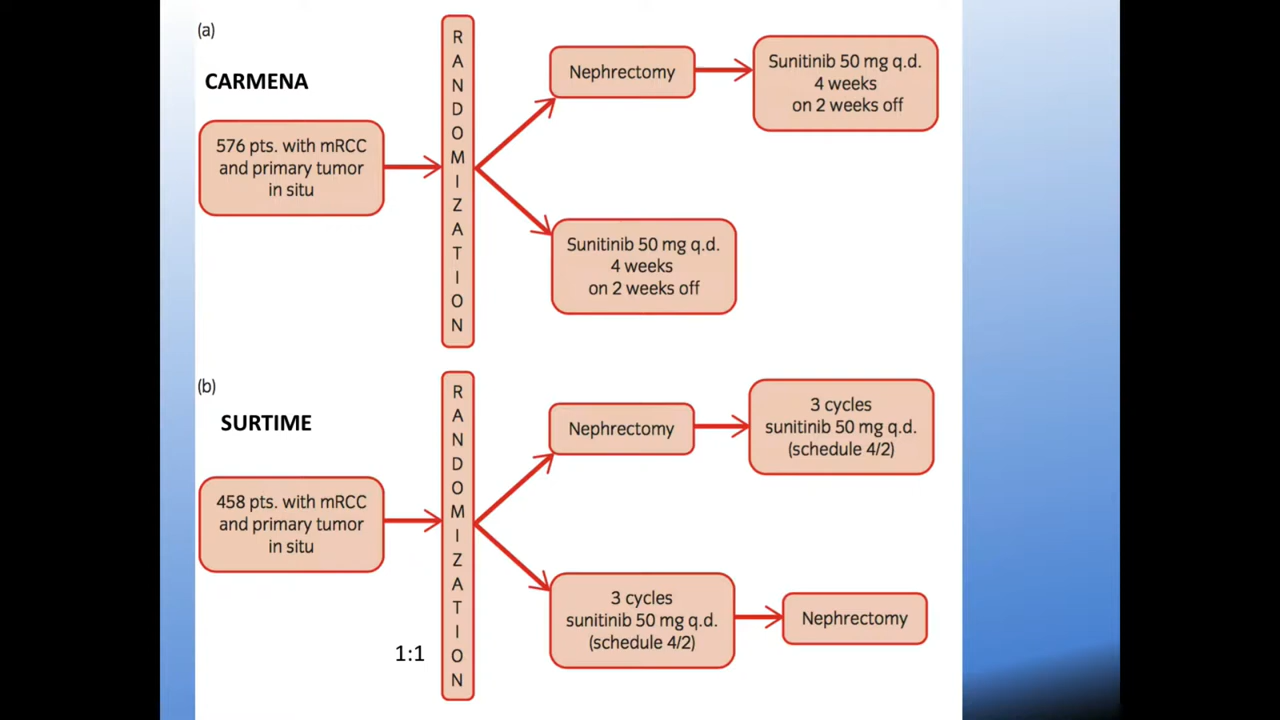 (a)
CARMENA
576 pts. with mRCC
and primary tumor
in situ
RANDOMIZATION
Nephrectomy
Sunitinib 50 mg q.d.
4 weeks
on 2 weeks off
Sunitinib 50 mg q.d.
4 weeks
on 2 weeks off
(b)
SURTIME
458 pts. with mRCC
and primary tumor
in situ
1:1
RANDOMIZATION
Nephrectomy
3 cycles
sunitinib 50 mg q.d.
(schedule 4/2)
3 cycles
sunitinib 50 mg q.d.
(schedule 4/2)
Nephrectomy